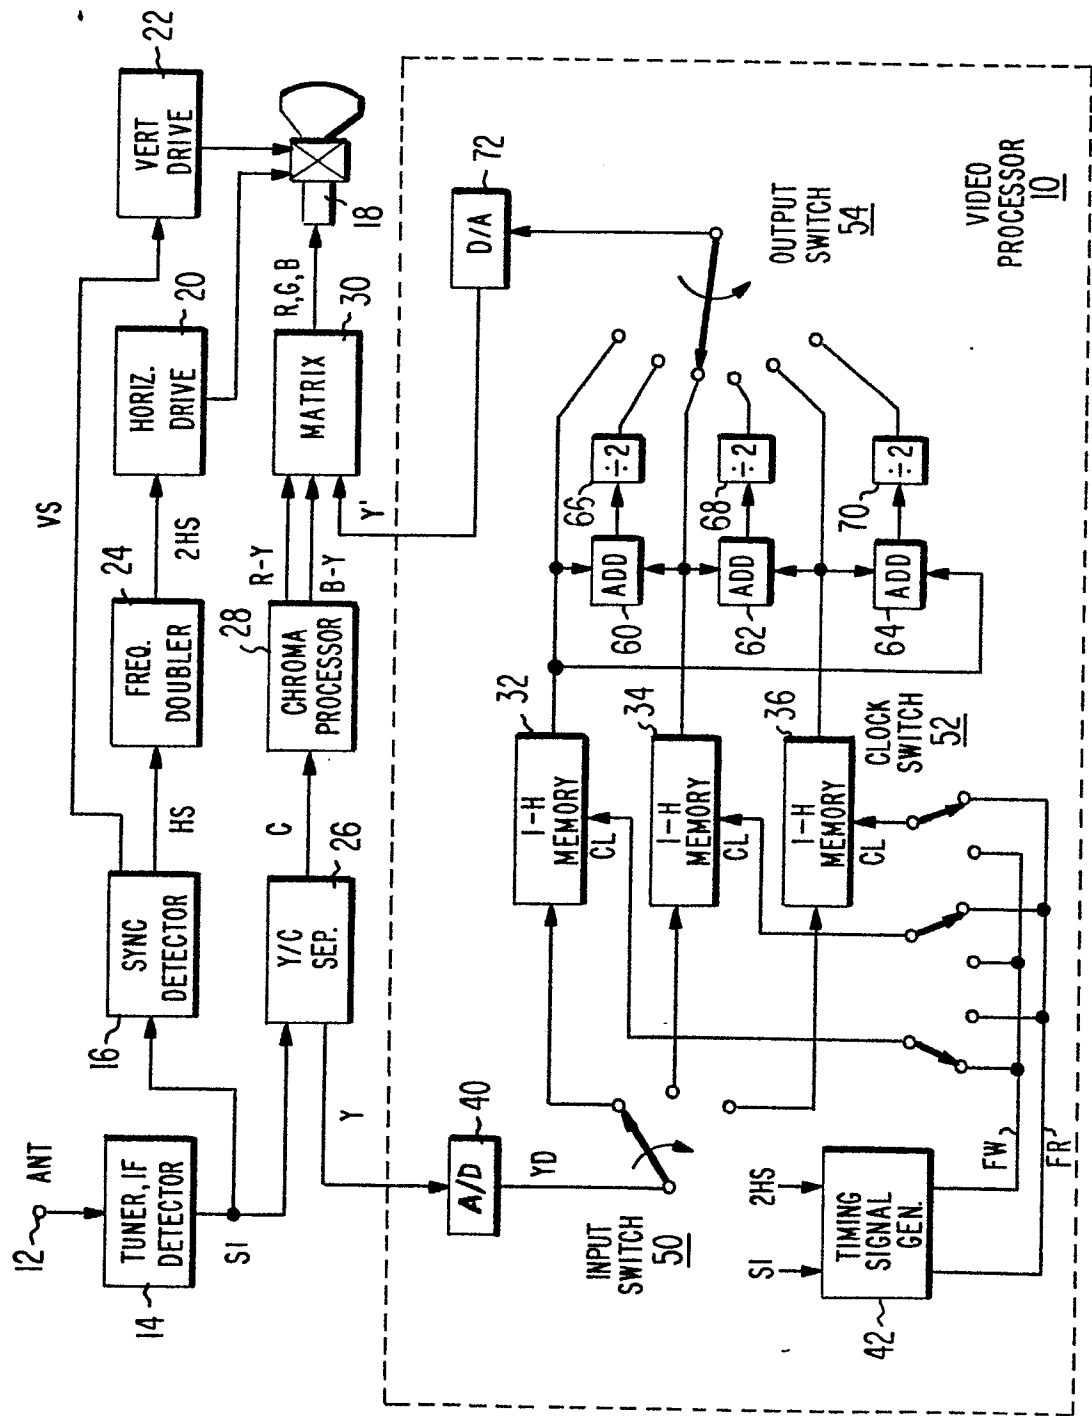 12
ANT
TUNER, IF
DETECTOR
14
SI
16
SYNC
DETECTOR
VS
HS
FREQ.
DOUBLER
24
2HS
HORIZ.
DRIVE
20
VERT
DRIVE
22
Y/C
SEP.
26
C
Y
CHROMA
PROCESSOR
28
R-Y
B-Y
Y'
MATRIX
30
R,G,B
18
A/D
40
YD
INPUT
SWITCH
50
SI
2HS
TIMING
SIGNAL
GEN.
42
FW
FR
1-H
MEMORY
32
CL
1-H
MEMORY
34
CL
1-H
MEMORY
36
CL
CLOCK
SWITCH
52
ADD
60
÷2
66
ADD
62
÷2
68
ADD
64
÷2
70
D/A
72
OUTPUT
SWITCH
54
VIDEO
PROCESSOR
10